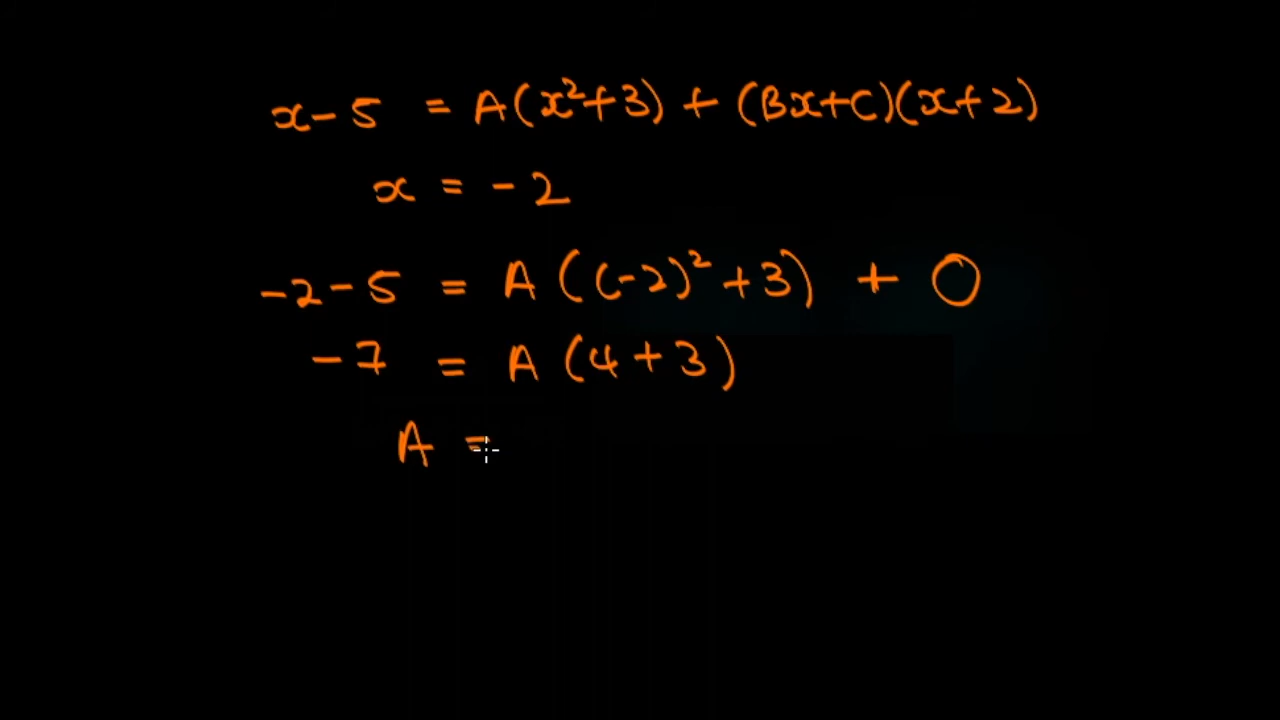 x - 5 = A(x² + 3) + (Bx + C)(x + 2)
x = -2
-2 - 5 = A((-2)² + 3) + 0
-7 = A(4 + 3)
A =